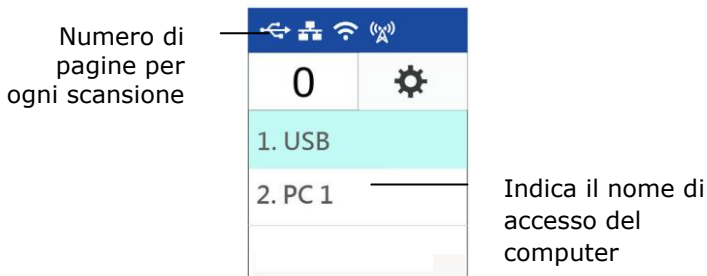 Numero di
pagine per
ogni scansione
0
1. USB
2. PC 1
Indica il nome di
accesso del
computer